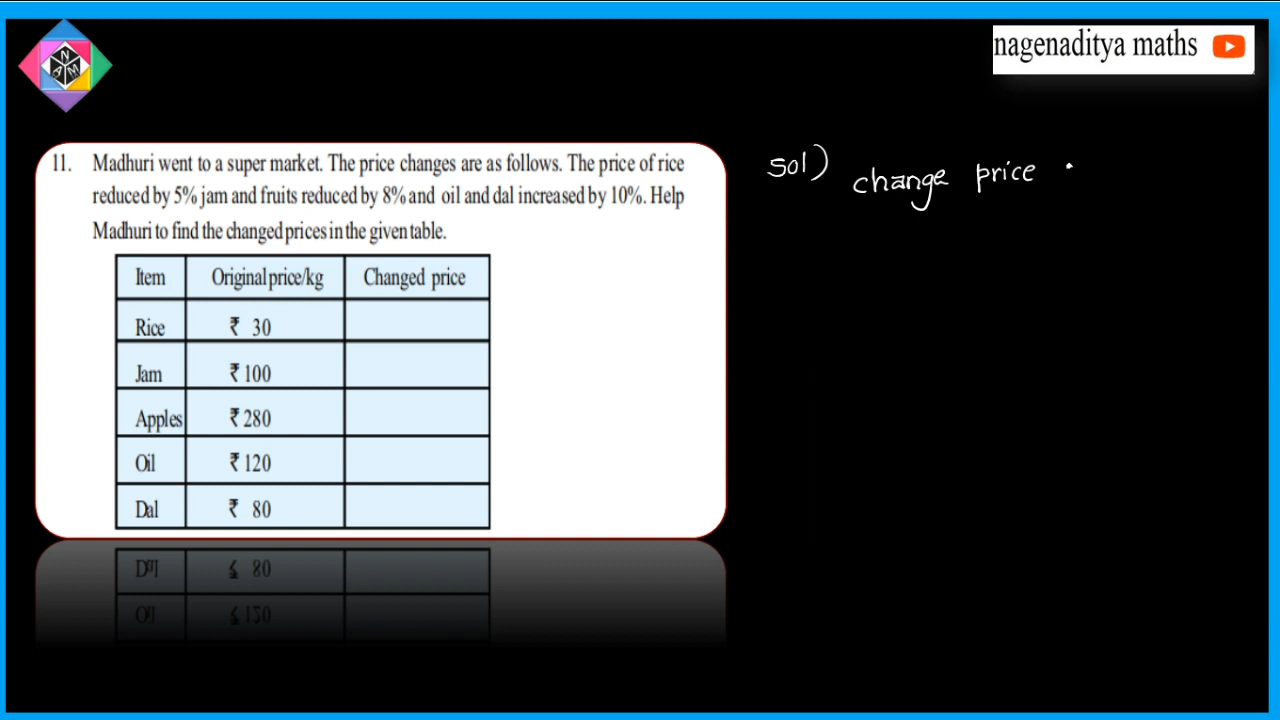 N
A M
nagenaditya maths
11. Madhuri went to a super market. The price changes are as follows. The price of rice
reduced by 5% jam and fruits reduced by 8% and oil and dal increased by 10%. Help
Madhuri to find the changed prices in the given table.
Item Original price/kg Changed price
Rice ₹ 30
Jam ₹ 100
Apples ₹ 280
Oil ₹ 120
Dal ₹ 80
Sol)
change price